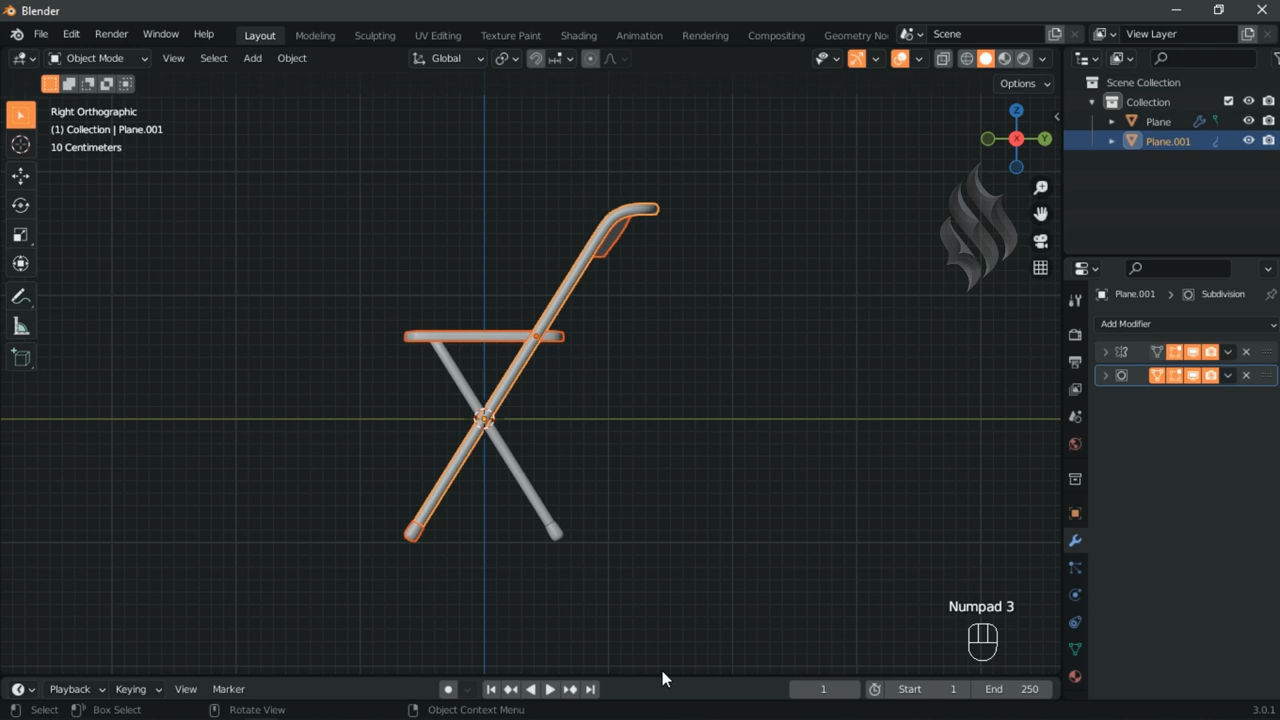 Blender
File Edit Render Window Help
Layout Modeling Sculpting UV Editing Texture Paint Shading Animation Rendering Compositing Geometry No
Scene
View Layer
Object Mode View Select Add Object
Global
Options
Right Orthographic
(1) Collection | Plane.001
10 Centimeters
Z
X
Y
Scene Collection
Collection
Plane
Plane.001
Plane.001 > Subdivision
Add Modifier
Numpad 3
Playback Keying View Marker
1
Start 1
End 250
Select Box Select Rotate View Object Context Menu
3.0.1